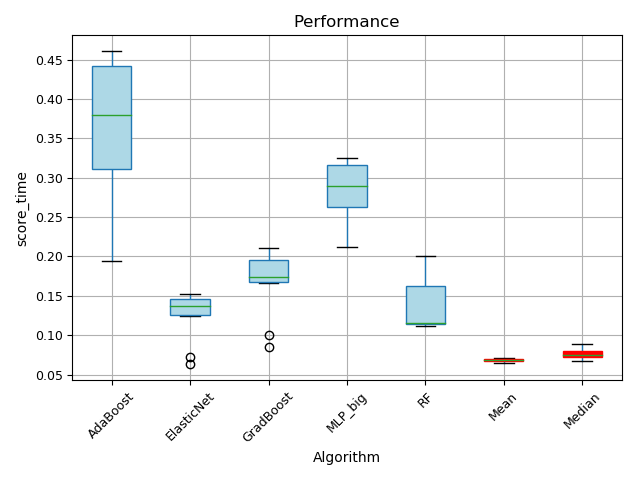 Performance
score_time
0.45
0.40
0.35
0.30
0.25
0.20
0.15
0.10
0.05
AdaBoost
ElasticNet
GradBoost
MLP_big
RF
Mean
Median
Algorithm